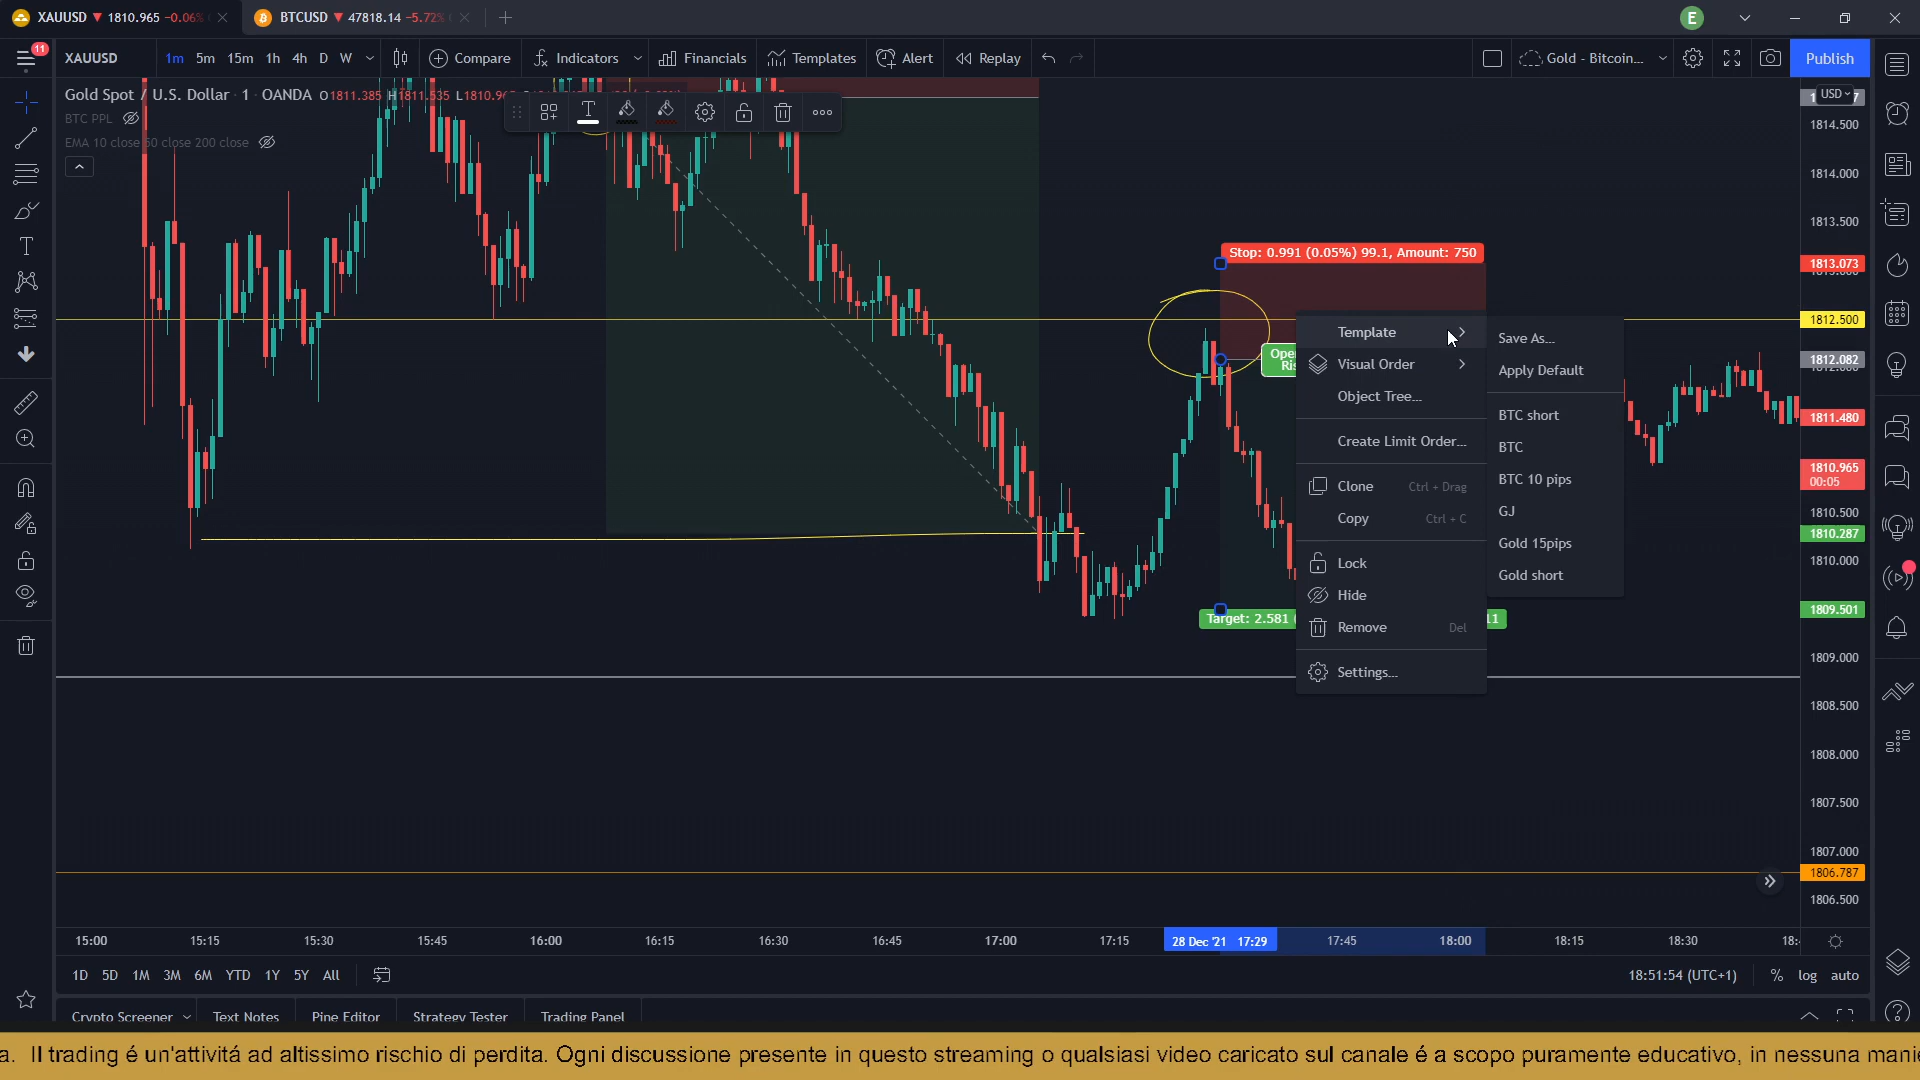 XAUUSD 1810.965 -0.06%
BTCUSD 47818.14 -5.72%
E
11
XAUUSD 1m 5m 15m 1h 4h D W Compare Indicators Financials Templates Alert Replay Gold - Bitcoin... Publish
Gold Spot / U.S. Dollar 1 OANDA O1811.385 H1811.535
BTC PPL
EMA 10 close 50 close 200 close
USD
1814.500
1814.000
1813.500
1813.073
1812.500
1812.082
1811.480
1810.965
00:05
1810.500
1810.287
1810.000
1809.501
1809.000
1808.500
1808.000
1807.500
1807.000
1806.787
1806.500
Stop: 0.991 (0.05%) 99.1, Amount: 750
Target: 2.581
11
Template
Visual Order
Object Tree...
Create Limit Order...
Clone Ctrl + Drag
Copy Ctrl + C
Lock
Hide
Remove Del
Settings...
Save As...
Apply Default
BTC short
BTC
BTC 10 pips
GJ
Gold 15pips
Gold short
15:00 15:15 15:30 15:45 16:00 16:15 16:30 16:45 17:00 17:15 28 Dec '21 17:29 17:45 18:00 18:15 18:30
1D 5D 1M 3M 6M YTD 1Y 5Y All 18:51:54 (UTC+1) % log auto
Crypto Screener Text Notes Pine Editor Strategy Tester Trading Panel
a. Il trading é un'attivitá ad altissimo rischio di perdita. Ogni discussione presente in questo streaming o qualsiasi video caricato sul canale é a scopo puramente educativo, in nessuna